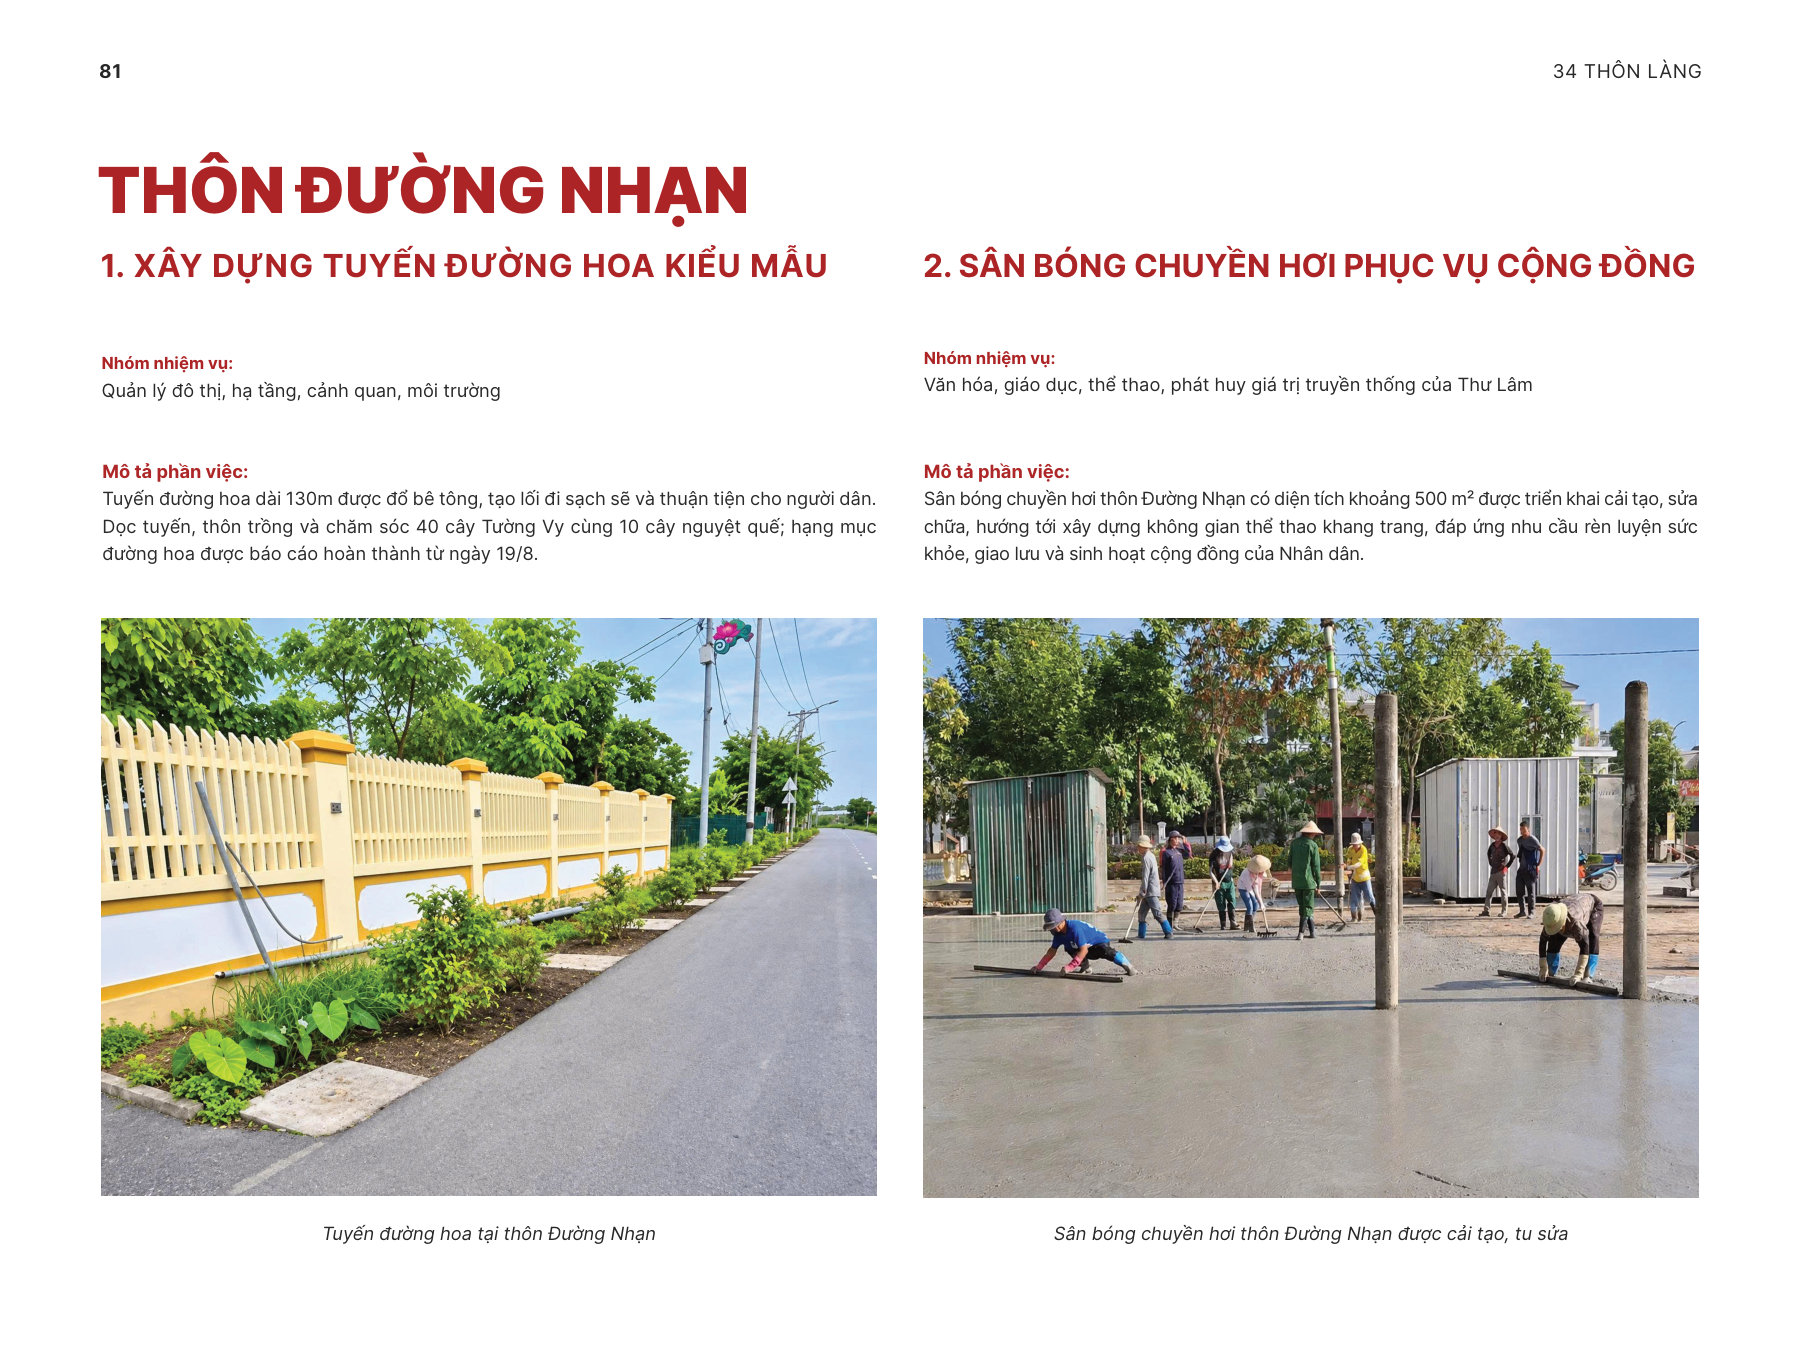 81
34 THÔN LÀNG
THÔN ĐƯỜNG NHẠN
1. XÂY DỰNG TUYẾN ĐƯỜNG HOA KIỂU MẪU
Nhóm nhiệm vụ:
Quản lý đô thị, hạ tầng, cảnh quan, môi trường
Mô tả phần việc:
Tuyến đường hoa dài 130m được đổ bê tông, tạo lối đi sạch sẽ và thuận tiện cho người dân.
Dọc tuyến, thôn trồng và chăm sóc 40 cây Tường Vy cùng 10 cây nguyệt quế; hạng mục
đường hoa được báo cáo hoàn thành từ ngày 19/8.
Tuyến đường hoa tại thôn Đường Nhạn
2. SÂN BÓNG CHUYỀN HƠI PHỤC VỤ CỘNG ĐỒNG
Nhóm nhiệm vụ:
Văn hóa, giáo dục, thể thao, phát huy giá trị truyền thống của Thư Lâm
Mô tả phần việc:
Sân bóng chuyền hơi thôn Đường Nhạn có diện tích khoảng 500 m² được triển khai cải tạo, sửa
chữa, hướng tới xây dựng không gian thể thao khang trang, đáp ứng nhu cầu rèn luyện sức
khỏe, giao lưu và sinh hoạt cộng đồng của Nhân dân.
Sân bóng chuyền hơi thôn Đường Nhạn được cải tạo, tu sửa